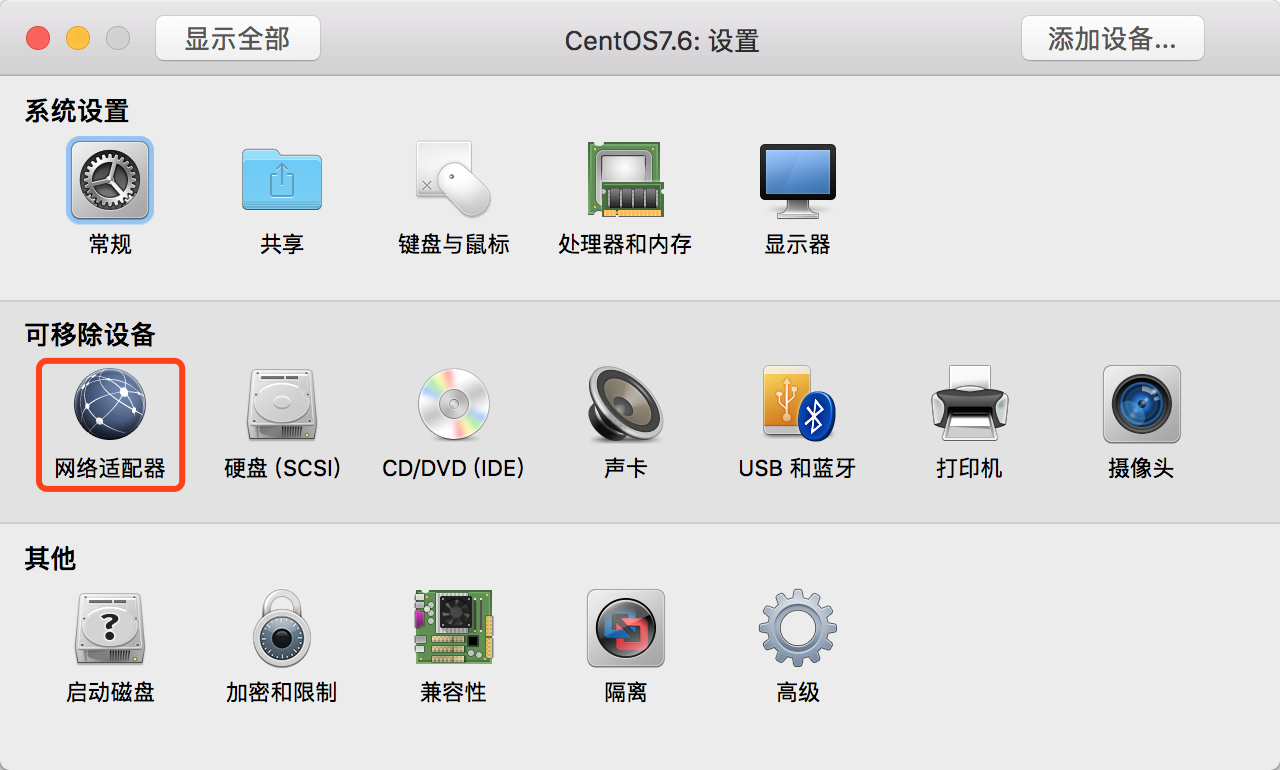 显示全部
CentOS7.6: 设置
添加设备...
系统设置
常规
共享
键盘与鼠标
处理器和内存
显示器
可移除设备
网络适配器
硬盘 (SCSI)
CD/DVD (IDE)
声卡
USB 和蓝牙
打印机
摄像头
其他
?
启动磁盘
加密和限制
兼容性
隔离
高级